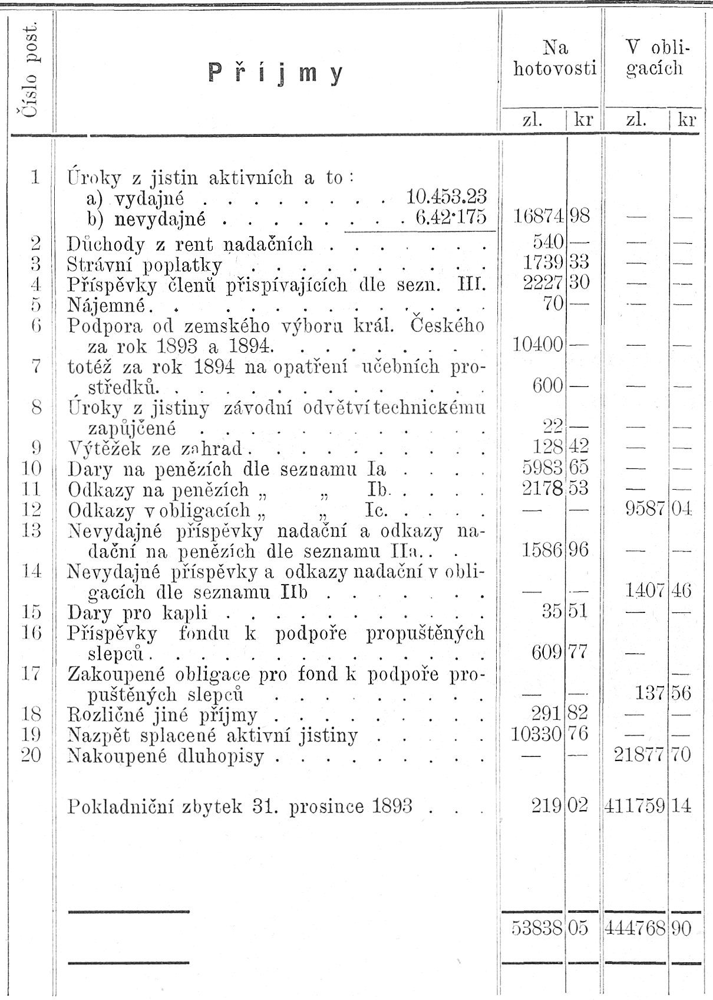 Číslo post.
Příjmy
Na hotovosti
V obligacích
zl. kr zl. kr
1 Úroky z jistin aktivních a to :
a) vydajné . . . . . . . . 10.453.23
b) nevydajné . . . . . . . . 6.42·175 16874 98 — —
2 Důchody z rent nadačních . . . . . . . 540 — — —
3 Strávní poplatky . . . . . . . . . . 1739 33 — —
4 Příspěvky členů přispívajících dle sezn. III. 2227 30 — —
5 Nájemné. . . . . . . . . . . . . 70 — — —
6 Podpora od zemského výboru král. Českého
za rok 1893 a 1894. . . . . . . . . 10400 — — —
7 totéž za rok 1894 na opatření učebních pro-
středků. . . . . . . . . . . . . 600 — — —
8 Úroky z jistiny závodní odvětví technickému
zapůjčené . . . . . . . . . . . . 22 — — —
9 Výtěžek ze zahrad . . . . . . . . . . 128 42 — —
10 Dary na penězích dle seznamu Ia . . . . 5983 65 — —
11 Odkazy na penězích „ „ Ib. . . . . 2178 53 — —
12 Odkazy v obligacích „ „ Ic. . . . . — — 9587 04
13 Nevydajné příspěvky nadační a odkazy na-
dační na penězích dle seznamu IIa. . . 1586 96 — —
14 Nevydajné příspěvky a odkazy nadační v obli-
gacích dle seznamu IIb . . . . . . . — — 1407 46
15 Dary pro kapli . . . . . . . . . . . 35 51 — —
16 Příspěvky fondu k podpoře propuštěných
slepců . . . . . . . . . . . . . . 609 77 — —
17 Zakoupené obligace pro fond k podpoře pro-
puštěných slepců . . . . . . . . . — — 137 56
18 Rozličné jiné příjmy . . . . . . . . . 291 82 — —
19 Nazpět splacené aktivní jistiny . . . . . 10330 76 — —
20 Nakoupené dluhopisy . . . . . . . . . — — 21877 70
Pokladniční zbytek 31. prosince 1893 . . . 219 02 411759 14
53838 05 444768 90